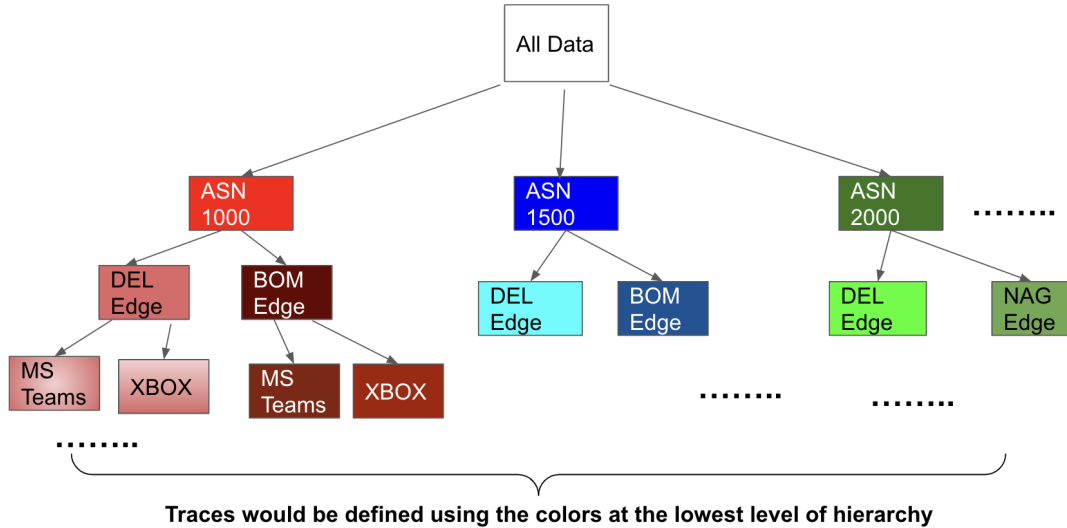 All Data
ASN
1000
ASN
1500
ASN
2000
........
DEL
Edge
BOM
Edge
DEL
Edge
BOM
Edge
DEL
Edge
NAG
Edge
MS
Teams
XBOX
MS
Teams
XBOX
........
........
........
Traces would be defined using the colors at the lowest level of hierarchy